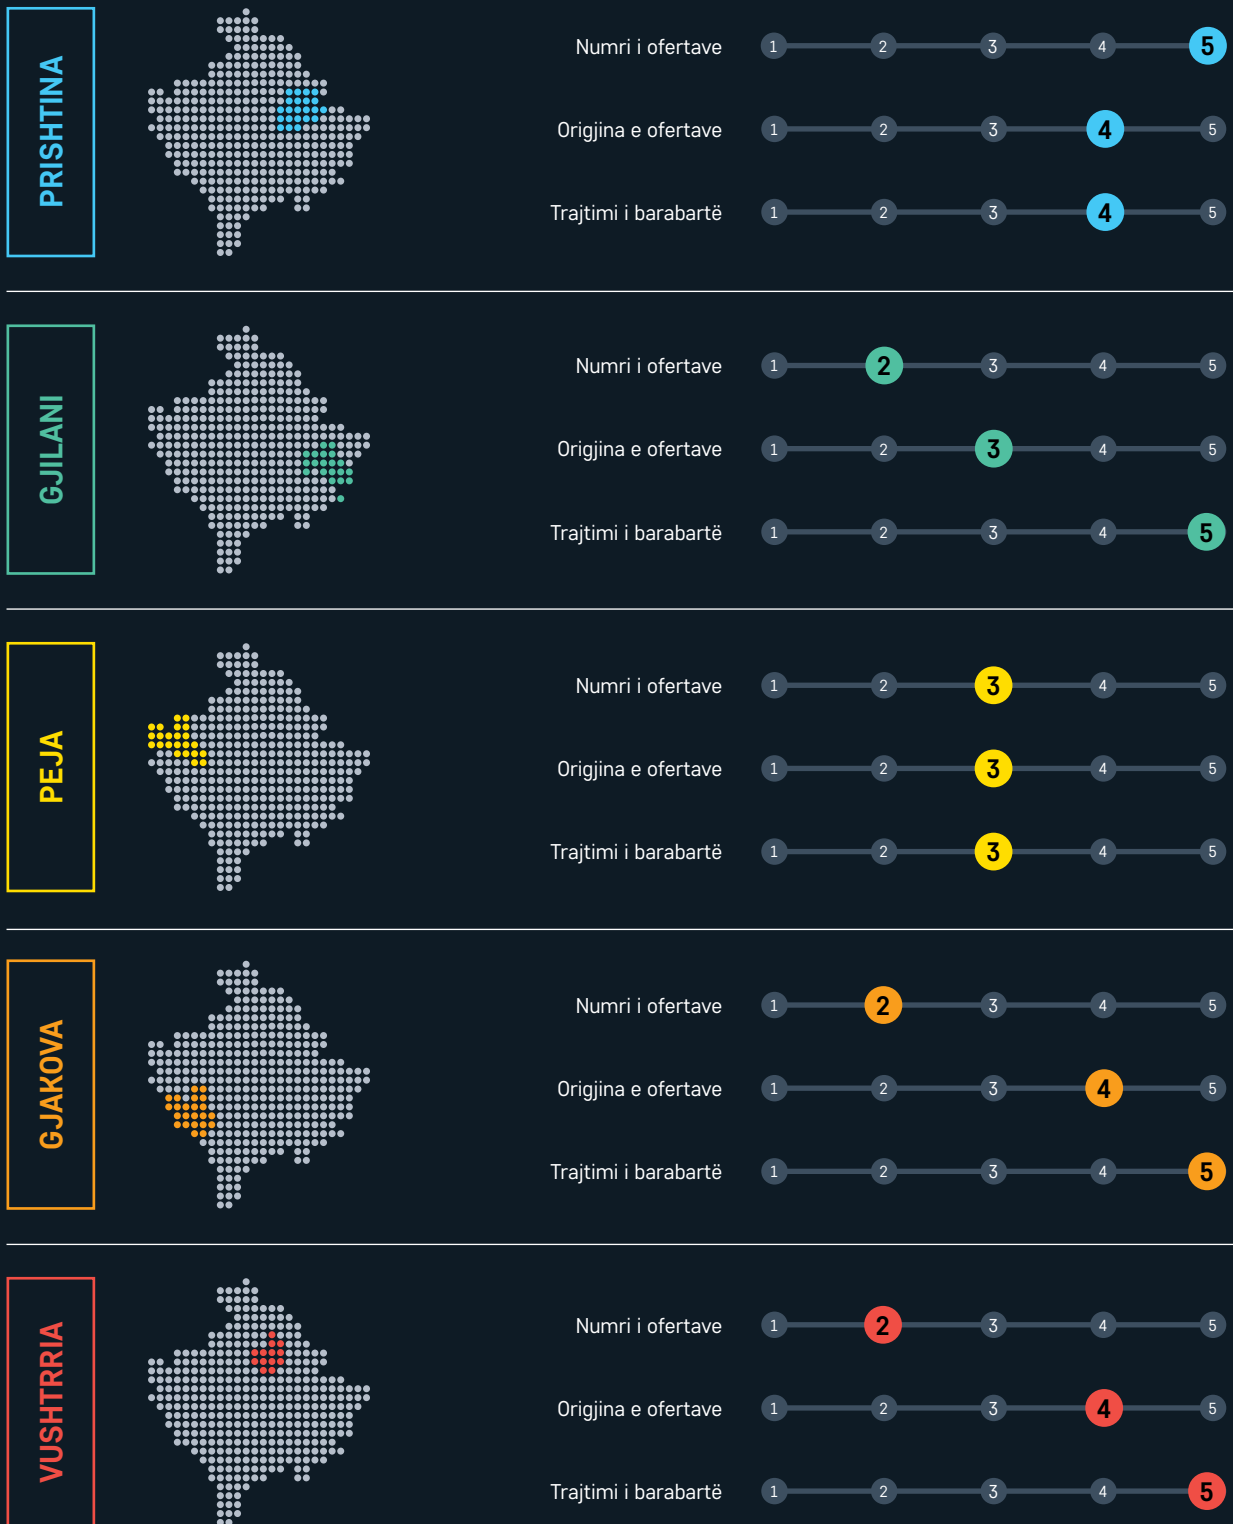 PRISHTINA
Numri i ofertave 1 2 3 4 5
Origjina e ofertave 1 2 3 4 5
Trajtimi i barabartë 1 2 3 4 5
GJILANI
Numri i ofertave 1 2 3 4 5
Origjina e ofertave 1 2 3 4 5
Trajtimi i barabartë 1 2 3 4 5
PEJA
Numri i ofertave 1 2 3 4 5
Origjina e ofertave 1 2 3 4 5
Trajtimi i barabartë 1 2 3 4 5
GJAKOVA
Numri i ofertave 1 2 3 4 5
Origjina e ofertave 1 2 3 4 5
Trajtimi i barabartë 1 2 3 4 5
VUSHTRRIA
Numri i ofertave 1 2 3 4 5
Origjina e ofertave 1 2 3 4 5
Trajtimi i barabartë 1 2 3 4 5